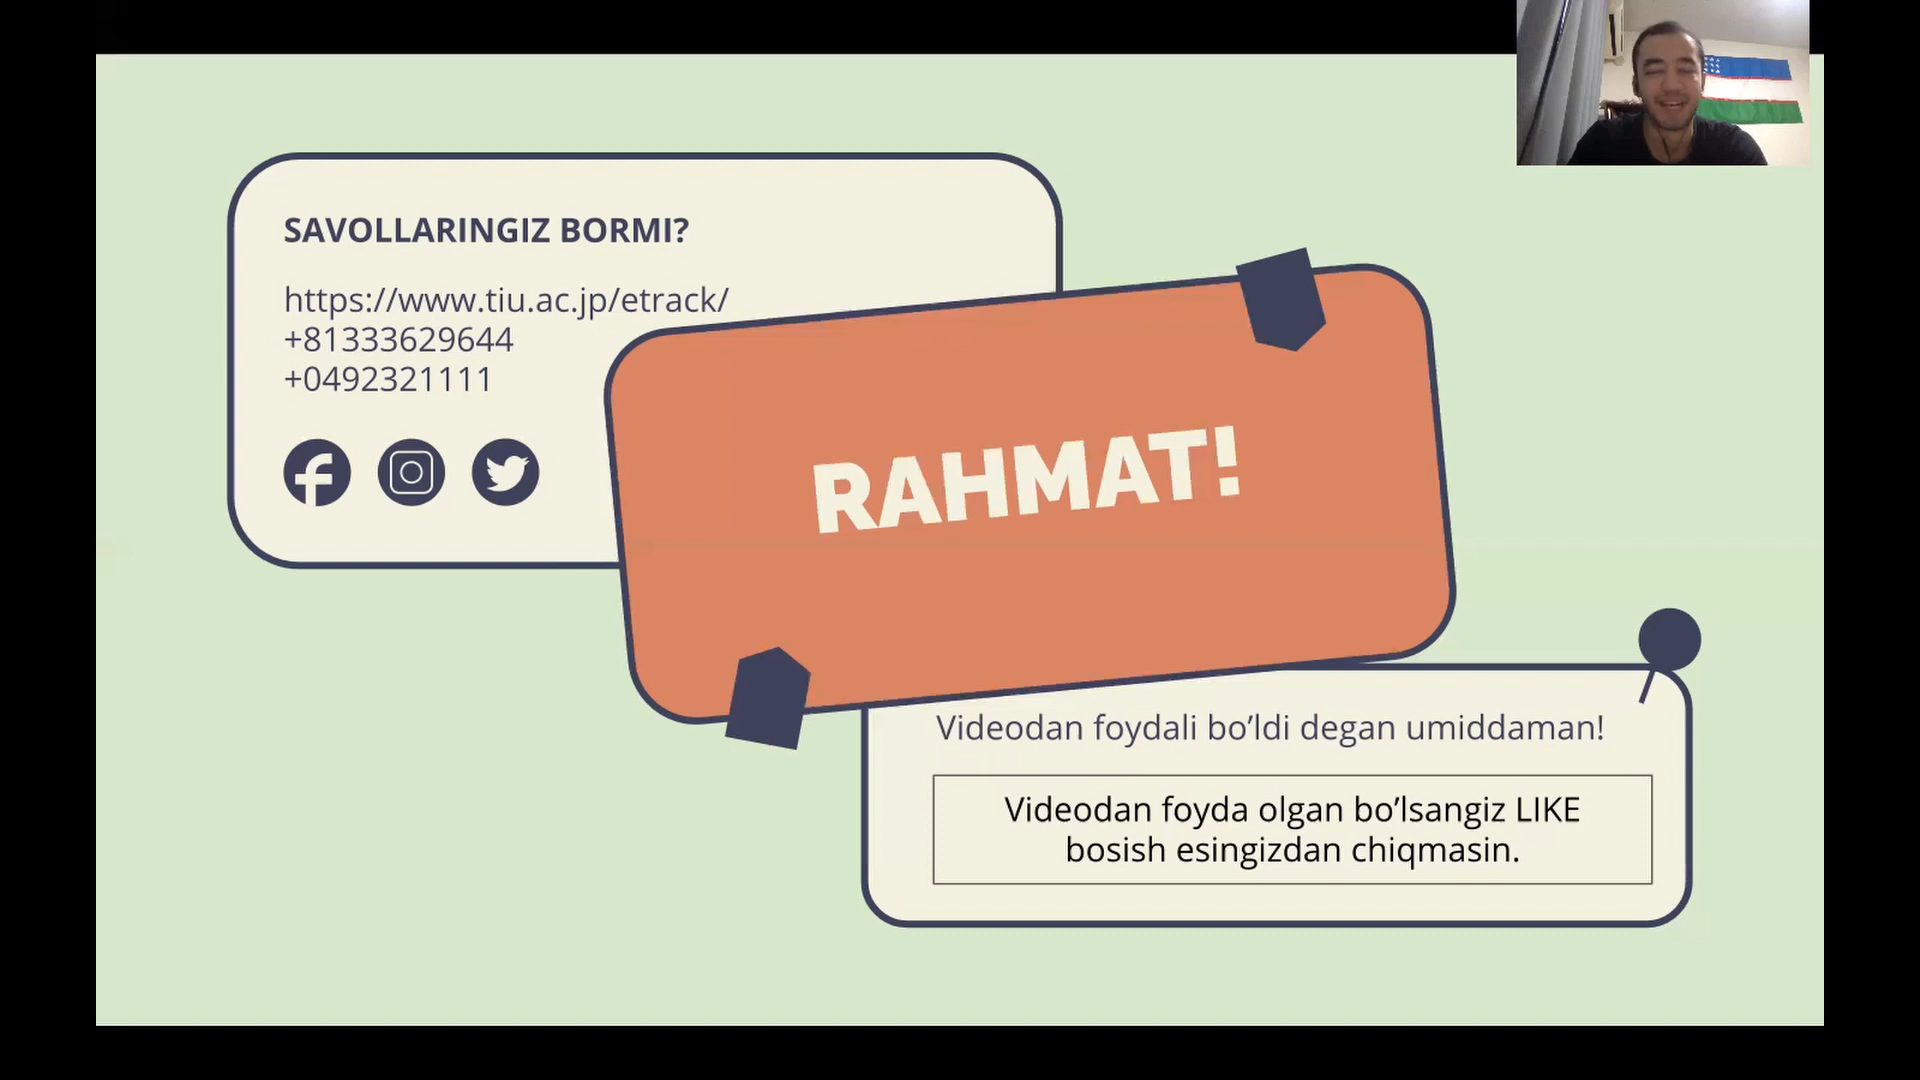 SAVOLLARINGIZ BORMI?
https://www.tiu.ac.jp/etrack/
+81333629644
+0492321111
RAHMAT!
Videodan foydali bo’ldi degan umiddaman!
Videodan foyda olgan bo’lsangiz LIKE
bosish esingizdan chiqmasin.